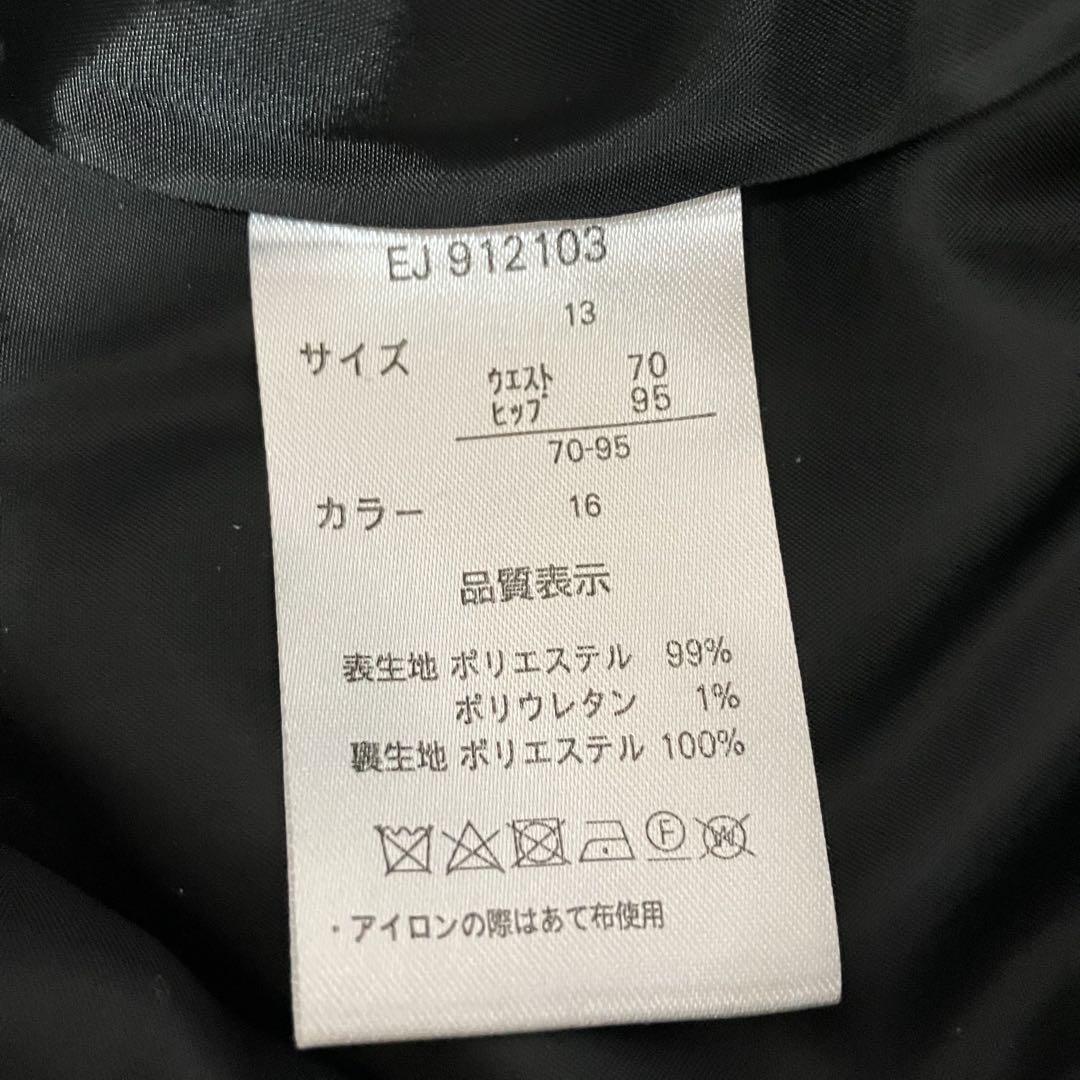 EJ 912103
13
サイズ
ウエスト 70
ヒップ 95
70-95
カラー 16
品質表示
表生地 ポリエステル 99%
ポリウレタン 1%
裏生地 ポリエステル 100%
F W
・アイロンの際はあて布使用